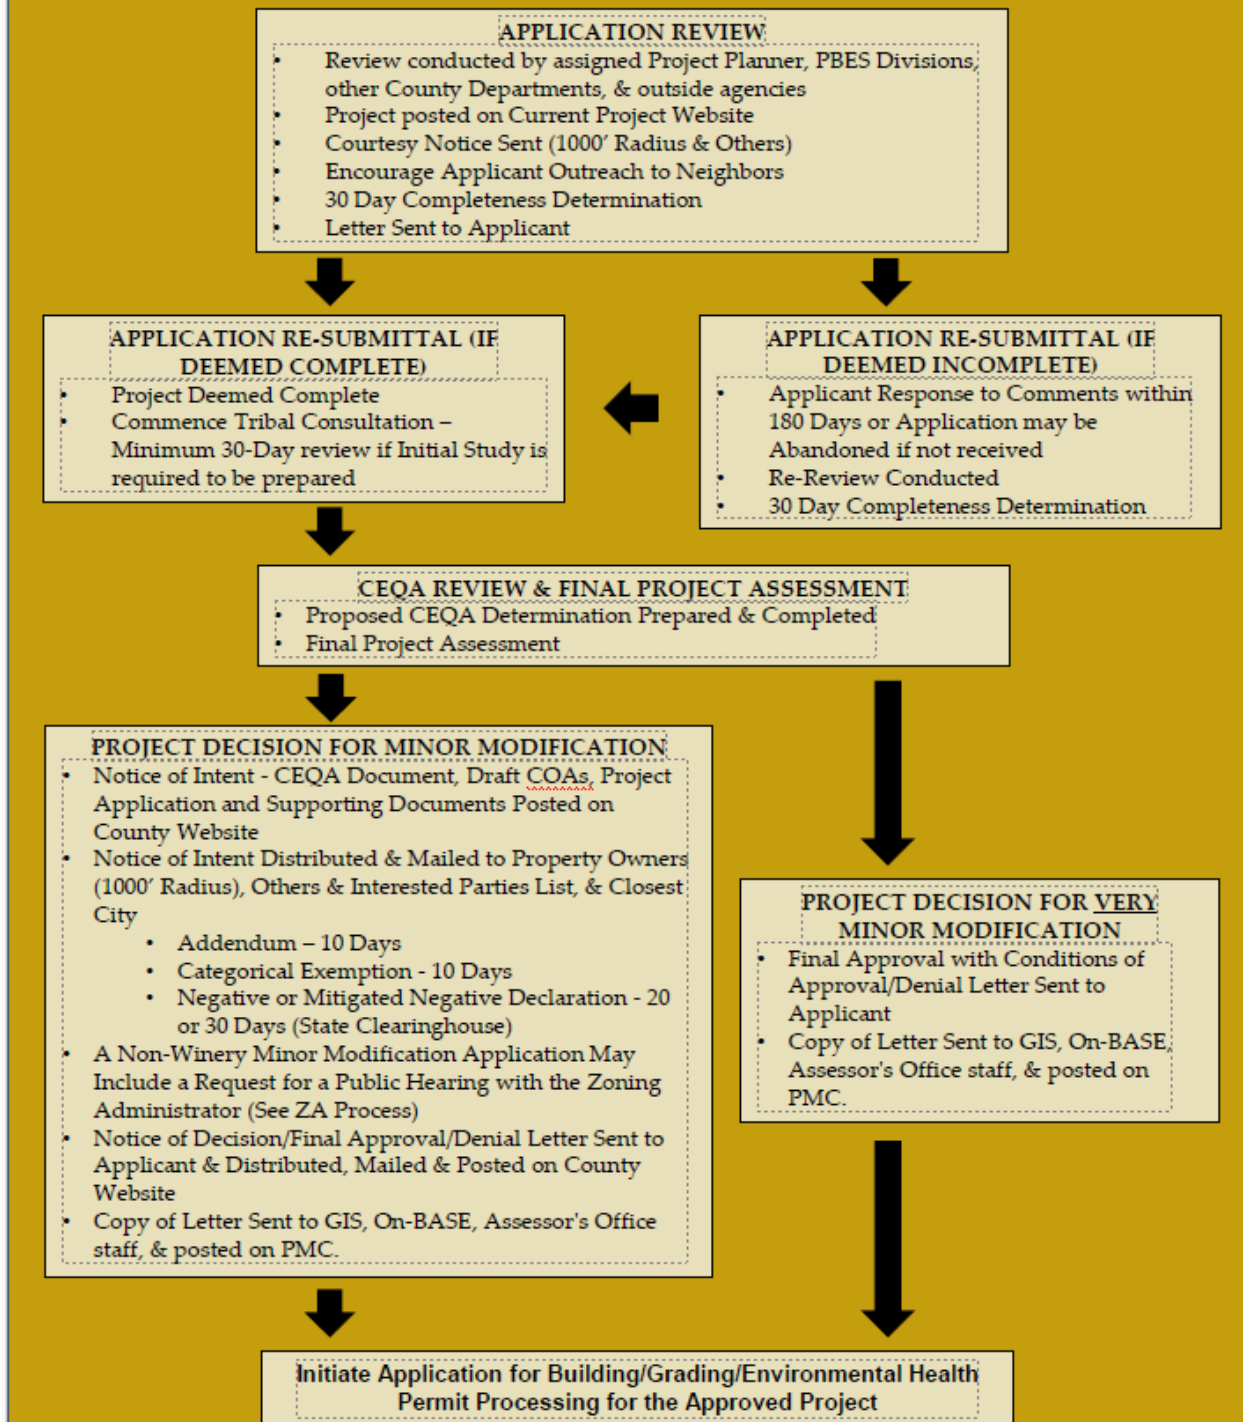 APPLICATION REVIEW
• Review conducted by assigned Project Planner, PBES Divisions,
other County Departments, & outside agencies
• Project posted on Current Project Website
• Courtesy Notice Sent (1000’ Radius & Others)
• Encourage Applicant Outreach to Neighbors
• 30 Day Completeness Determination
• Letter Sent to Applicant
APPLICATION RE-SUBMITTAL (IF
DEEMED COMPLETE)
• Project Deemed Complete
• Commence Tribal Consultation –
Minimum 30-Day review if Initial Study is
required to be prepared
APPLICATION RE-SUBMITTAL (IF
DEEMED INCOMPLETE)
• Applicant Response to Comments within
180 Days or Application may be
Abandoned if not received
• Re-Review Conducted
• 30 Day Completeness Determination
CEQA REVIEW & FINAL PROJECT ASSESSMENT
• Proposed CEQA Determination Prepared & Completed
• Final Project Assessment
PROJECT DECISION FOR MINOR MODIFICATION
• Notice of Intent - CEQA Document, Draft COAs, Project
Application and Supporting Documents Posted on
County Website
• Notice of Intent Distributed & Mailed to Property Owners
(1000’ Radius), Others & Interested Parties List, & Closest
City
• Addendum – 10 Days
• Categorical Exemption - 10 Days
• Negative or Mitigated Negative Declaration - 20
or 30 Days (State Clearinghouse)
• A Non-Winery Minor Modification Application May
Include a Request for a Public Hearing with the Zoning
Administrator (See ZA Process)
• Notice of Decision/Final Approval/Denial Letter Sent to
Applicant & Distributed, Mailed & Posted on County
Website
• Copy of Letter Sent to GIS, On-BASE, Assessor's Office
staff, & posted on PMC.
PROJECT DECISION FOR VERY
MINOR MODIFICATION
• Final Approval with Conditions of
Approval/Denial Letter Sent to
Applicant
• Copy of Letter Sent to GIS, On-BASE,
Assessor's Office staff, & posted on
PMC.
Initiate Application for Building/Grading/Environmental Health
Permit Processing for the Approved Project